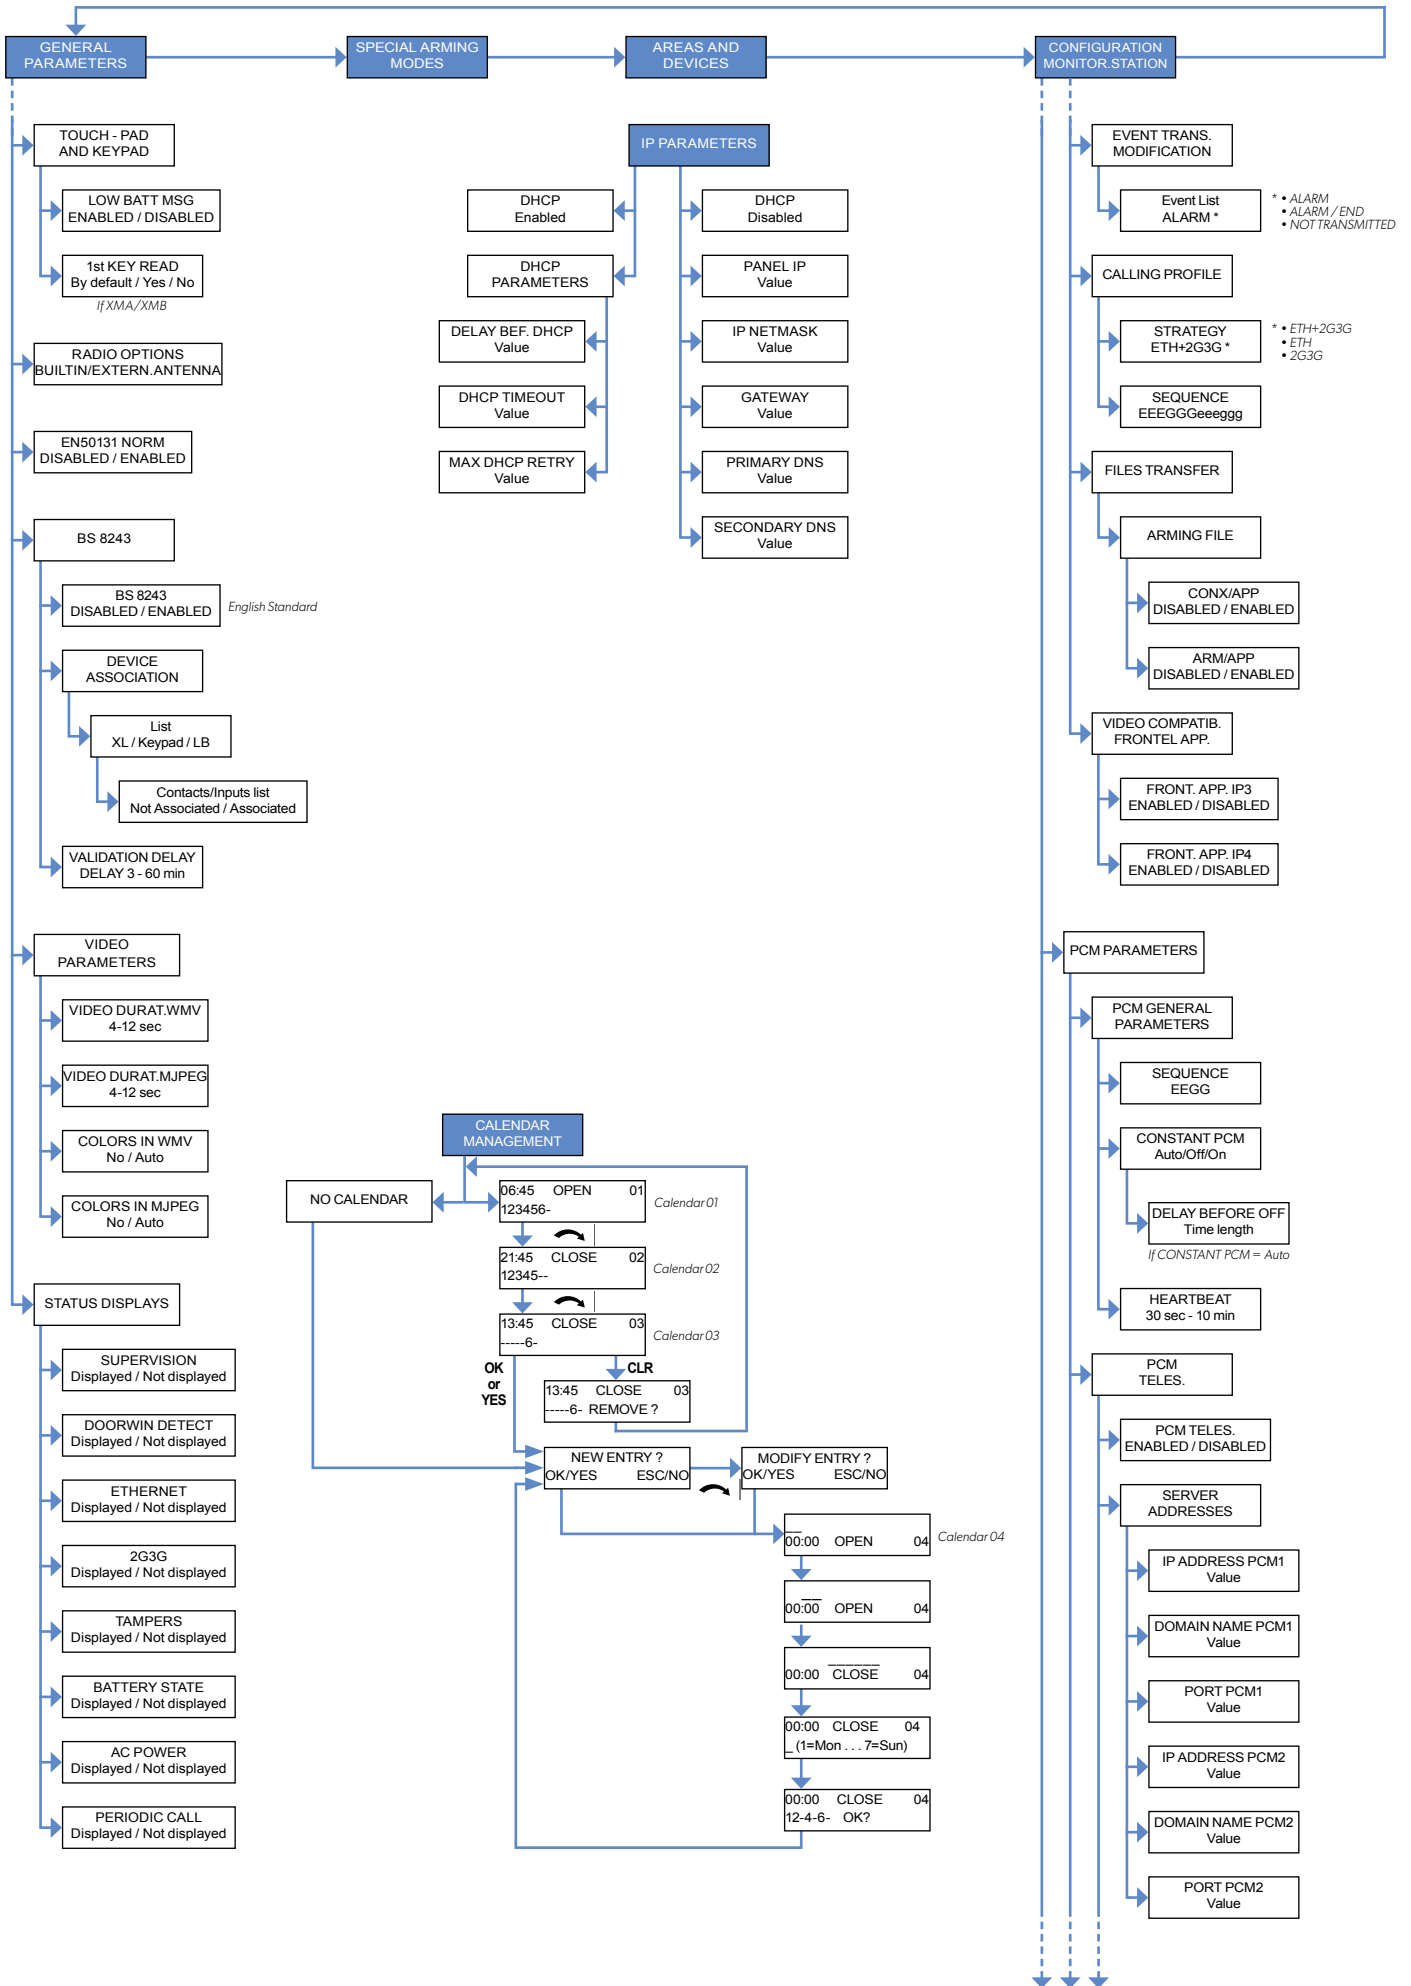 GENERAL
PARAMETERS
SPECIAL ARMING
MODES
AREAS AND
DEVICES
CONFIGURATION
MONITOR.STATION
TOUCH - PAD
AND KEYPAD
LOW BATT MSG
ENABLED / DISABLED
1st KEY READ
By default / Yes / No
If XMA/XMB
RADIO OPTIONS
BUILTIN/EXTERN.ANTENNA
EN50131 NORM
DISABLED / ENABLED
BS 8243
BS 8243
DISABLED / ENABLED
English Standard
DEVICE
ASSOCIATION
List
XL / Keypad / LB
Contacts/Inputs list
Not Associated / Associated
VALIDATION DELAY
DELAY 3 - 60 min
VIDEO
PARAMETERS
VIDEO DURAT.WMV
4-12 sec
VIDEO DURAT.MJPEG
4-12 sec
COLORS IN WMV
No / Auto
COLORS IN MJPEG
No / Auto
STATUS DISPLAYS
SUPERVISION
Displayed / Not displayed
DOORWIN DETECT
Displayed / Not displayed
ETHERNET
Displayed / Not displayed
2G3G
Displayed / Not displayed
TAMPERS
Displayed / Not displayed
BATTERY STATE
Displayed / Not displayed
AC POWER
Displayed / Not displayed
PERIODIC CALL
Displayed / Not displayed
IP PARAMETERS
DHCP
Enabled
DHCP
PARAMETERS
DELAY BEF. DHCP
Value
DHCP TIMEOUT
Value
MAX DHCP RETRY
Value
DHCP
Disabled
PANEL IP
Value
IP NETMASK
Value
GATEWAY
Value
PRIMARY DNS
Value
SECONDARY DNS
Value
CALENDAR
MANAGEMENT
NO CALENDAR
06:45 OPEN 01
123456-
Calendar 01
21:45 CLOSE 02
12345--
Calendar 02
13:45 CLOSE 03
-----6-
Calendar 03
OK
or
YES
CLR
13:45 CLOSE 03
-----6- REMOVE ?
NEW ENTRY ?
OK/YES ESC/NO
MODIFY ENTRY ?
OK/YES ESC/NO
__
00:00 OPEN 04
Calendar 04
__
00:00 OPEN 04
______
00:00 CLOSE 04
00:00 CLOSE 04
_ (1=Mon . . . 7=Sun)
00:00 CLOSE 04
12-4-6- OK?
EVENT TRANS.
MODIFICATION
Event List
ALARM *
* • ALARM
• ALARM / END
• NOT TRANSMITTED
CALLING PROFILE
STRATEGY
ETH+2G3G *
* • ETH+2G3G
• ETH
• 2G3G
SEQUENCE
EEEGGGeeeggg
FILES TRANSFER
ARMING FILE
CONX/APP
DISABLED / ENABLED
ARM/APP
DISABLED / ENABLED
VIDEO COMPATIB.
FRONTEL APP.
FRONT. APP. IP3
ENABLED / DISABLED
FRONT. APP. IP4
ENABLED / DISABLED
PCM PARAMETERS
PCM GENERAL
PARAMETERS
SEQUENCE
EEGG
CONSTANT PCM
Auto/Off/On
DELAY BEFORE OFF
Time length
If CONSTANT PCM = Auto
HEARTBEAT
30 sec - 10 min
PCM
TELES.
PCM TELES.
ENABLED / DISABLED
SERVER
ADDRESSES
IP ADDRESS PCM1
Value
DOMAIN NAME PCM1
Value
PORT PCM1
Value
IP ADDRESS PCM2
Value
DOMAIN NAME PCM2
Value
PORT PCM2
Value